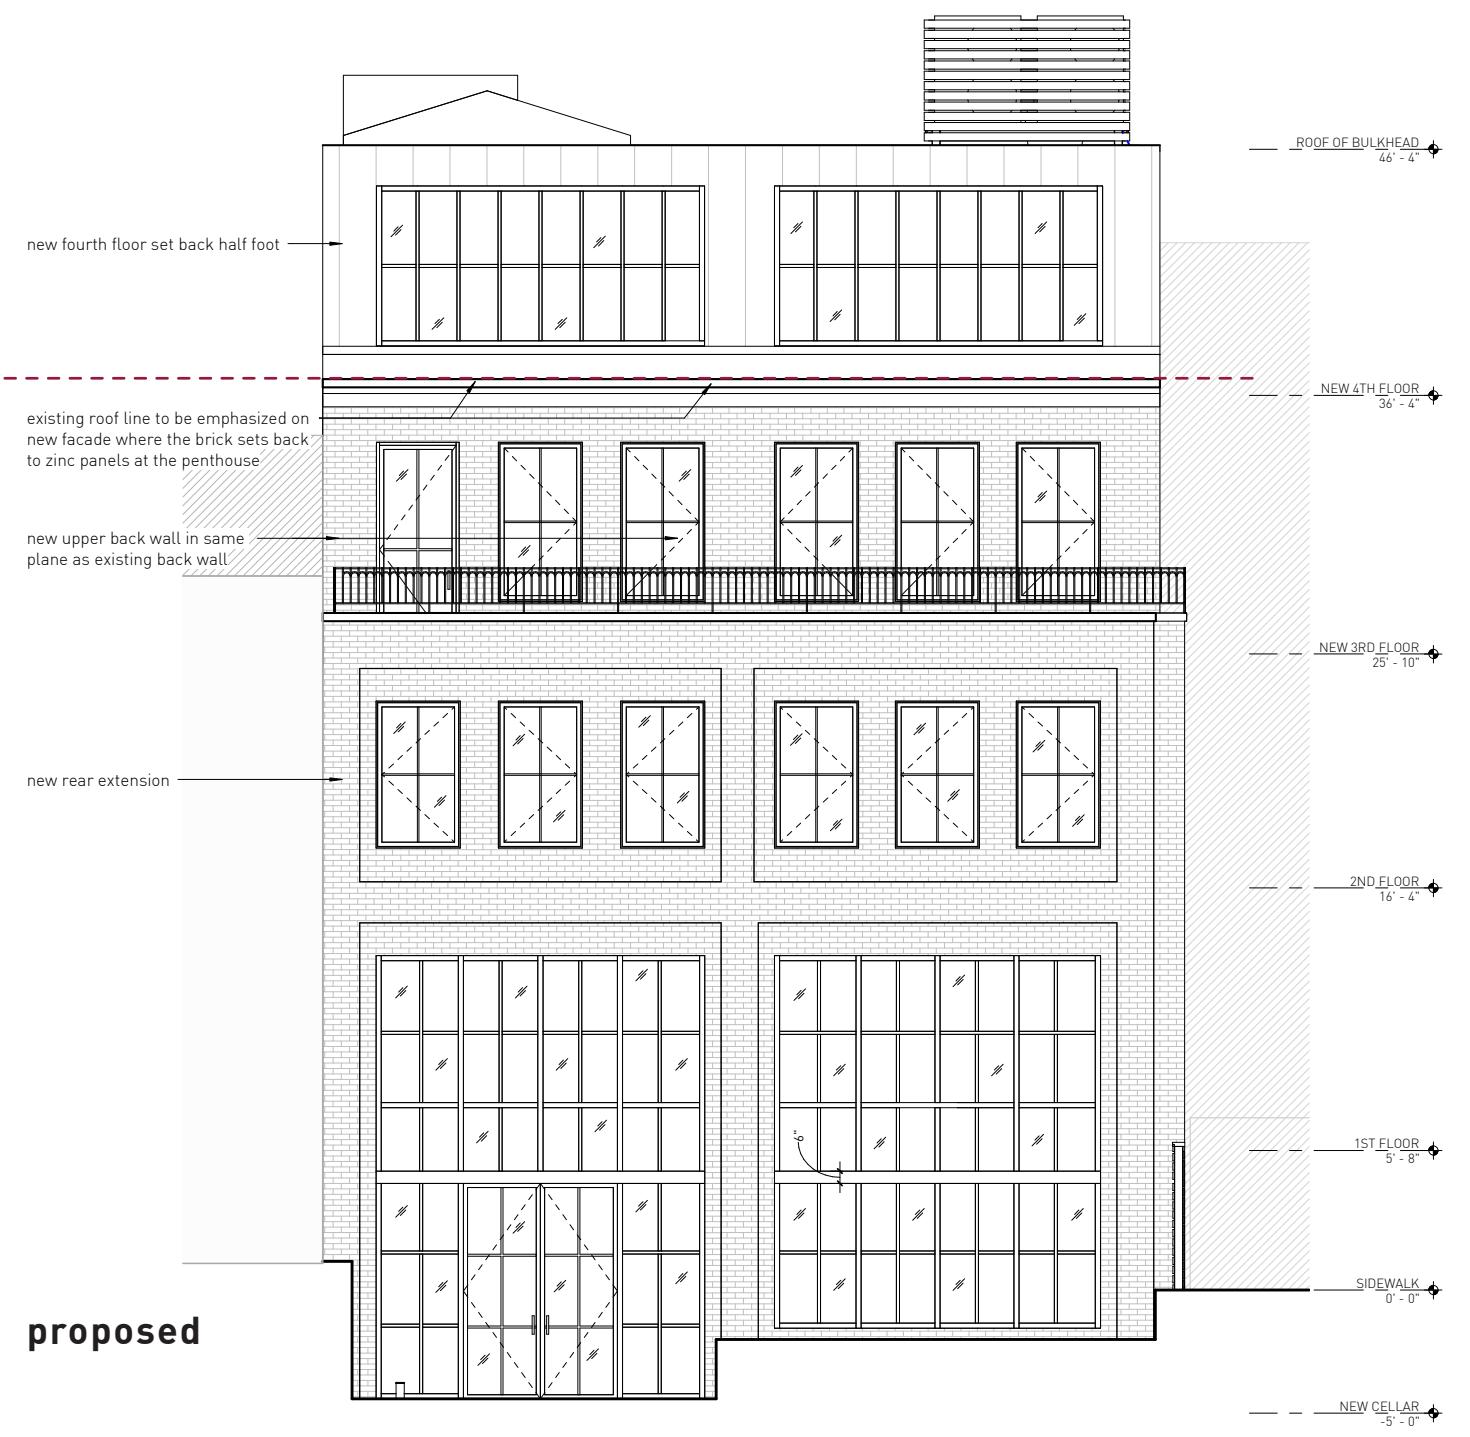 ROOF OF BULKHEAD
46' - 4"
new fourth floor set back half foot
NEW 4TH FLOOR
36' - 4"
existing roof line to be emphasized on
new facade where the brick sets back
to zinc panels at the penthouse
new upper back wall in same
plane as existing back wall
NEW 3RD FLOOR
25' - 10"
new rear extension
2ND FLOOR
16' - 4"
6"
1ST FLOOR
5' - 8"
SIDEWALK
0' - 0"
proposed
NEW CELLAR
-5' - 0"